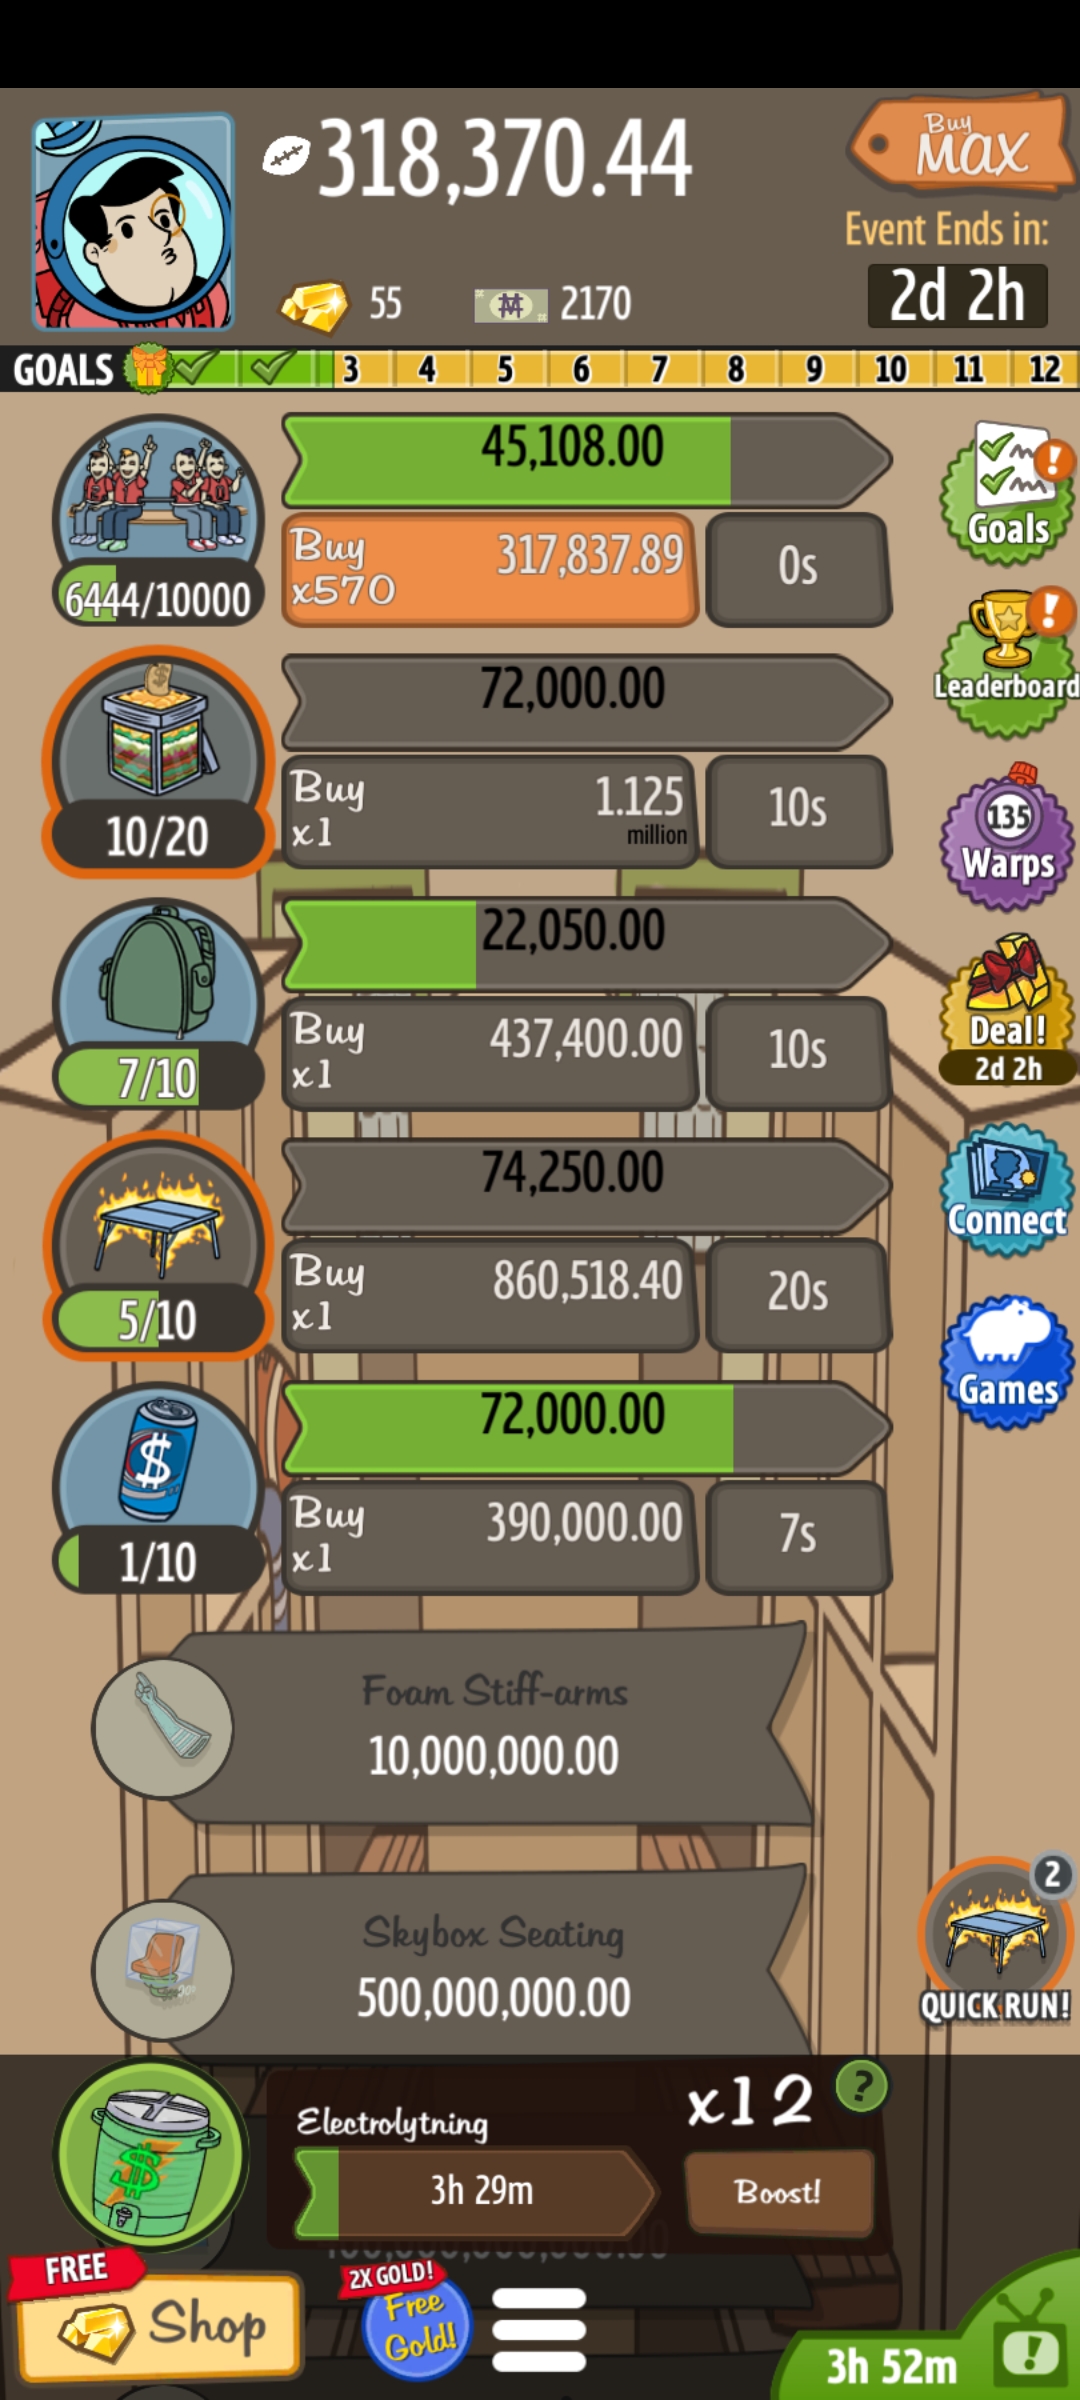 318,370.44
Buy
MAX
Event Ends in:
55
2170
2d 2h
GOALS 3 4 5 6 7 8 9 10 11 12
45,108.00
Buy
x570
317,837.89
0s
6444/10000
Goals
72,000.00
Leaderboard
Buy
x1
1.125
million
10s
10/20
135
Warps
22,050.00
Buy
x1
437,400.00
10s
7/10
Deal!
2d 2h
74,250.00
Buy
x1
860,518.40
20s
5/10
Connect
72,000.00
Games
Buy
x1
390,000.00
7s
1/10
Foam Stiff-arms
10,000,000.00
Skybox Seating
500,000,000.00
2
QUICK RUN!
Electrolytning
x12
?
3h 29m
Boost!
FREE
Shop
2X GOLD!
Free
Gold!
3h 52m